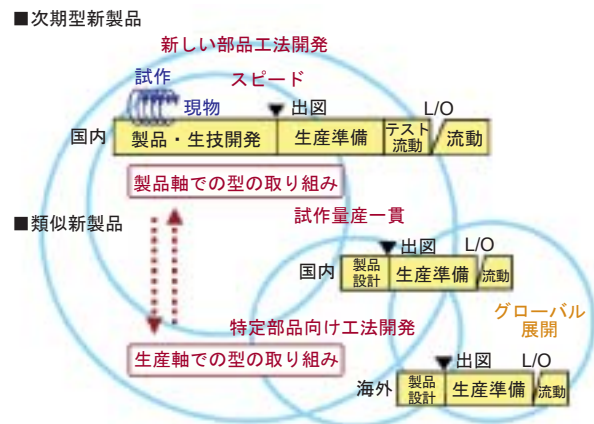 ■次期型新製品
新しい部品工法開発
試作
スピード
現物
▼出図
L/O
国内
製品・生技開発
生産準備
テスト
流動
流動
製品軸での型の取り組み
■類似新製品
試作量産一貫
▼出図
L/O
国内
製品
設計
生産準備
流動
グローバル
展開
特定部品向け工法開発
生産軸での型の取り組み
▼出図
L/O
海外
製品
設計
生産準備
流動